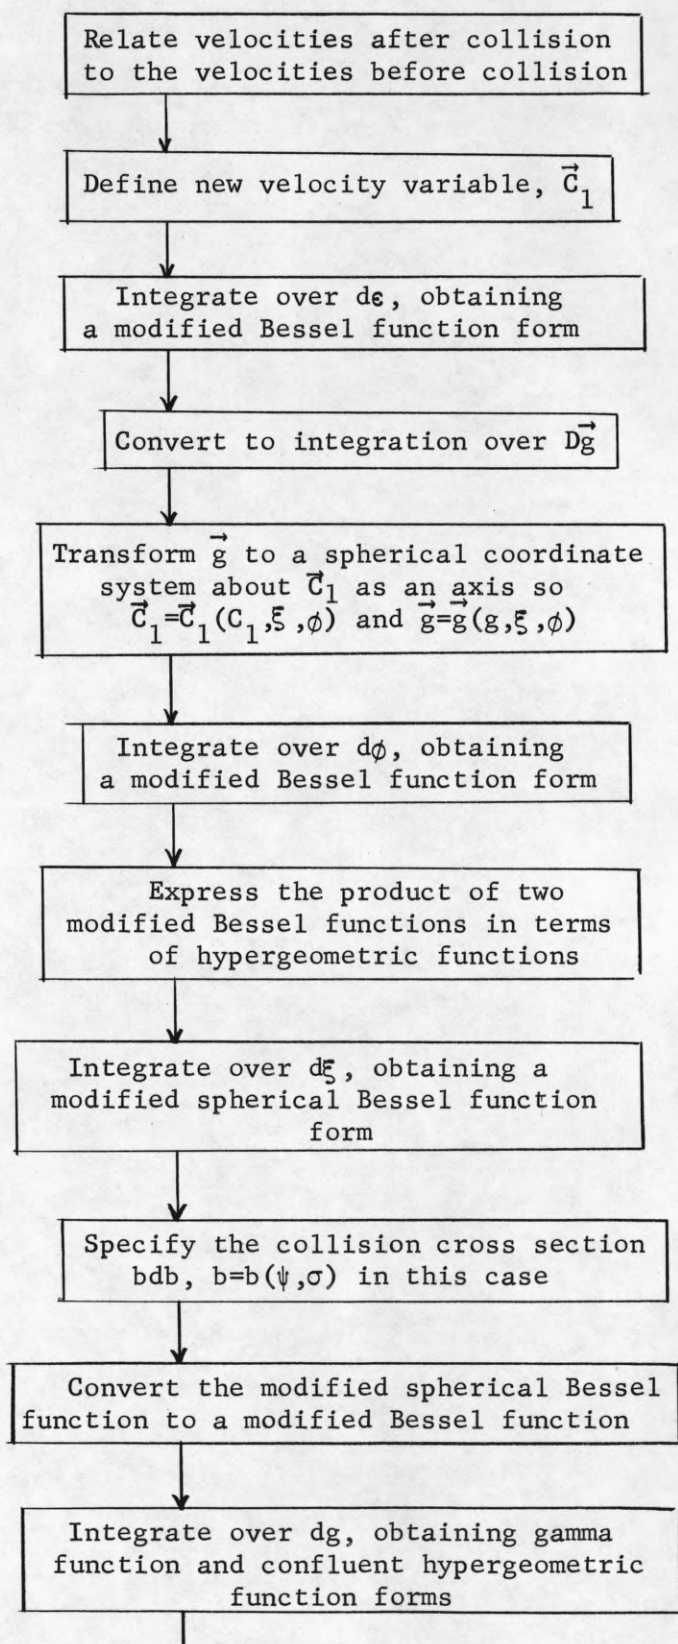 Relate velocities after collision
to the velocities before collision
Define new velocity variable, C⃗₁
Integrate over dϵ, obtaining
a modified Bessel function form
Convert to integration over Dg⃗
Transform g⃗ to a spherical coordinate
system about C⃗₁ as an axis so
C⃗₁=C⃗₁(C₁,ξ,ϕ) and g⃗=g⃗(g,ξ,ϕ)
Integrate over dϕ, obtaining
a modified Bessel function form
Express the product of two
modified Bessel functions in terms
of hypergeometric functions
Integrate over dξ, obtaining a
modified spherical Bessel function
form
Specify the collision cross section
bdb, b=b(ψ,σ) in this case
Convert the modified spherical Bessel
function to a modified Bessel function
Integrate over dg, obtaining gamma
function and confluent hypergeometric
function forms